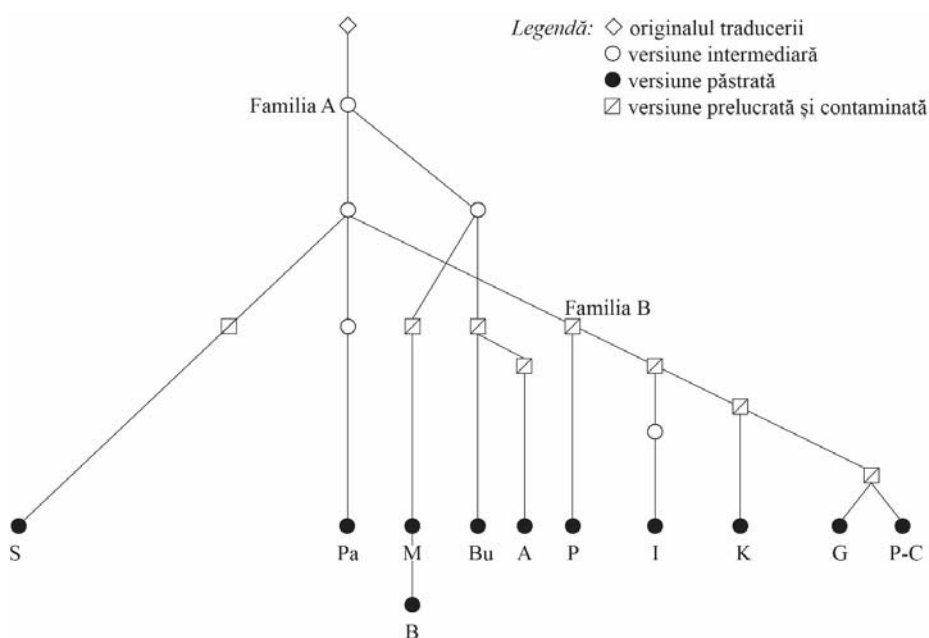 Legendă: originalul traducerii
versiune intermediară
versiune păstrată
versiune prelucrată și contaminată
Familia A
Familia B
S
Pa
M
Bu
A
P
I
K
G
P-C
B